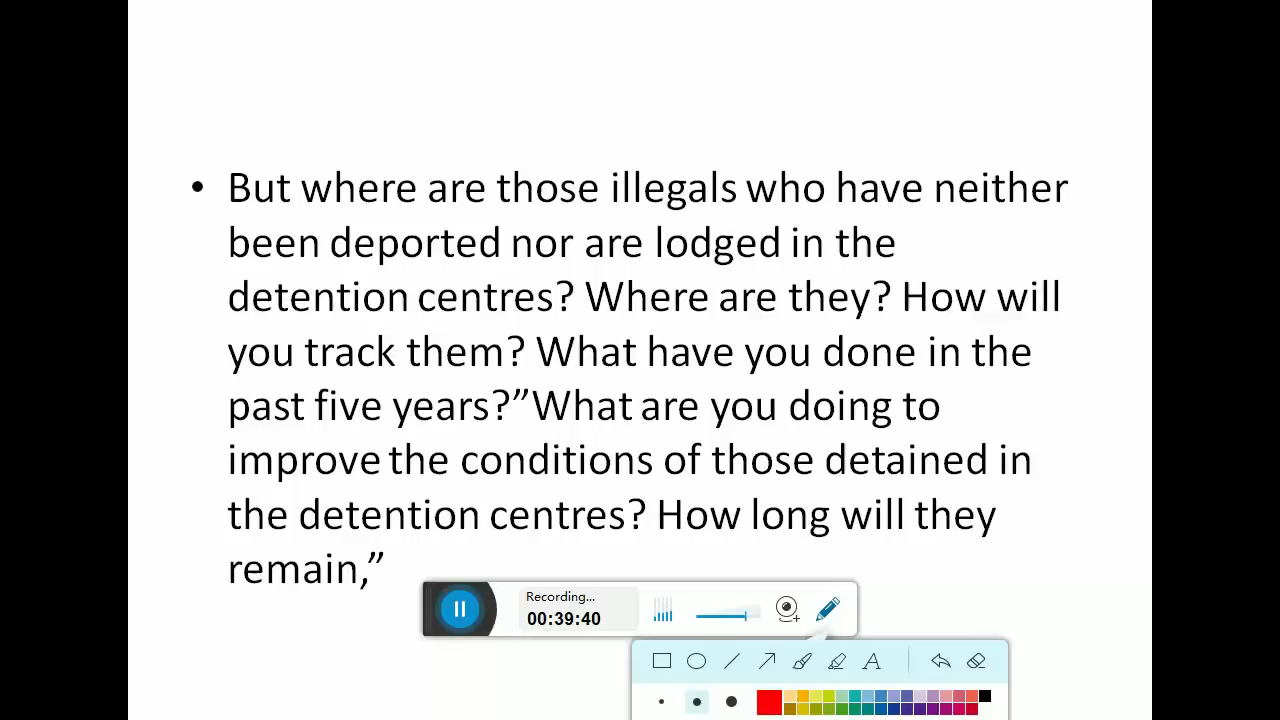 • But where are those illegals who have neither
been deported nor are lodged in the
detention centres? Where are they? How will
you track them? What have you done in the
past five years?”What are you doing to
improve the conditions of those detained in
the detention centres? How long will they
remain,”
Recording...
00:39:40
A